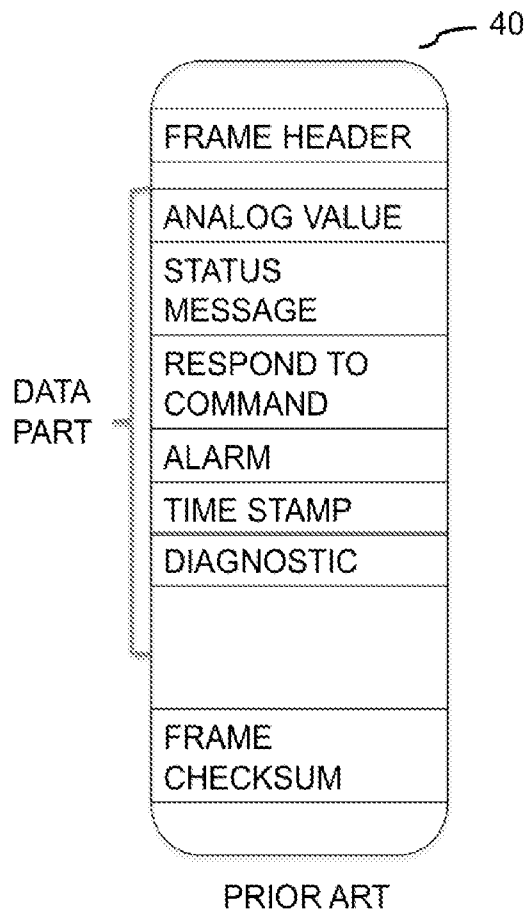 40
FRAME HEADER
ANALOG VALUE
STATUS
MESSAGE
RESPOND TO
COMMAND
DATA
PART
ALARM
TIME STAMP
DIAGNOSTIC
FRAME
CHECKSUM
PRIOR ART